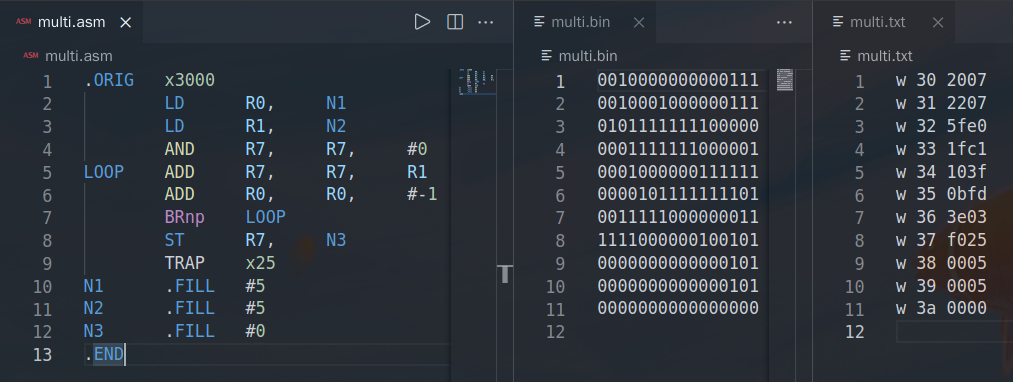 ASM multi.asm ×
ASM multi.asm
1 .ORIG x3000
2 LD R0, N1
3 LD R1, N2
4 AND R7, R7, #0
5 LOOP ADD R7, R7, R1
6 ADD R0, R0, #-1
7 BRnp LOOP
8 ST R7, N3
9 TRAP x25
10 N1 .FILL #5
11 N2 .FILL #5
12 N3 .FILL #0
13 .END
multi.bin ×
multi.bin
1 0010000000000111
2 0010001000000111
3 0101111111100000
4 0001111111000001
5 0001000000111111
6 0000101111111101
7 0011111000000011
8 1111000000100101
9 0000000000000101
10 0000000000000101
11 0000000000000000
12
multi.txt ×
multi.txt
1 w 30 2007
2 w 31 2207
3 w 32 5fe0
4 w 33 1fc1
5 w 34 103f
6 w 35 0bfd
7 w 36 3e03
8 w 37 f025
9 w 38 0005
10 w 39 0005
11 w 3a 0000
12